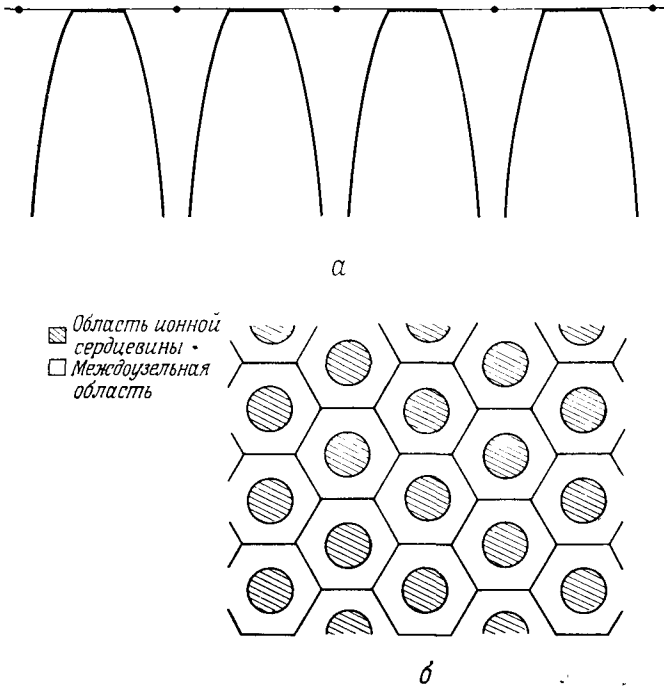 а
Область ионной
сердцевины
Междоузельная
область
б